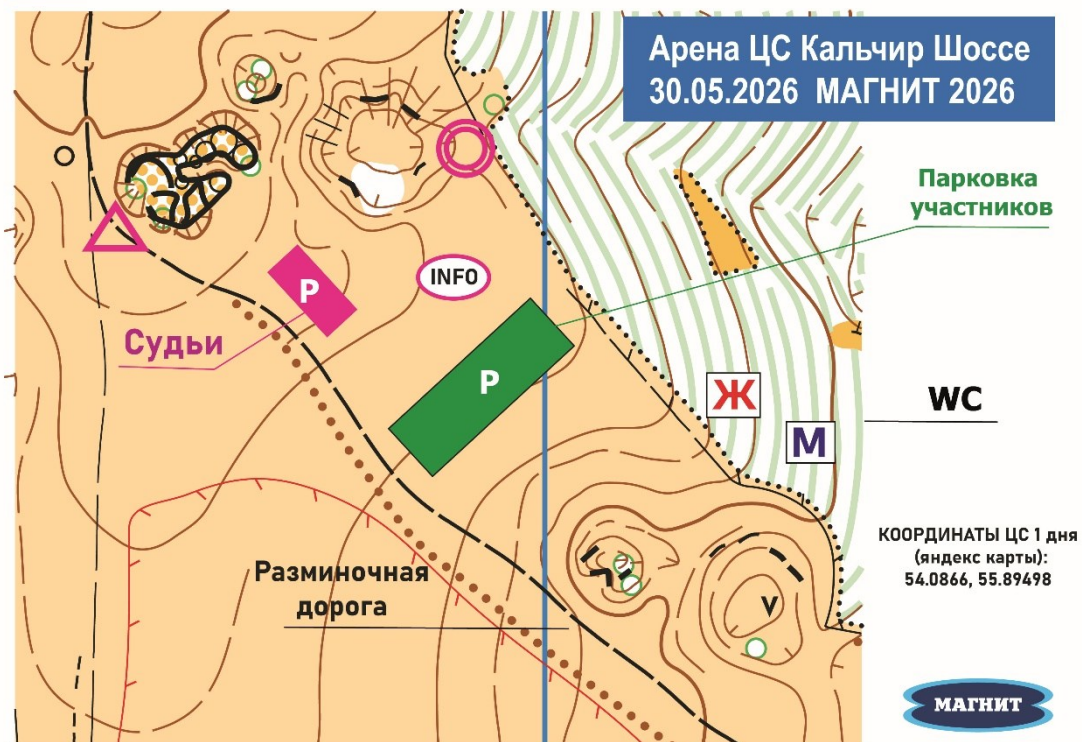 Арена ЦС Кальчир Шоссе
30.05.2026 МАГНИТ 2026
Парковка
участников
INFO
P
Судьи
P
Ж
М
WC
КООРДИНАТЫ ЦС 1 дня
(яндекс карты):
54.0866, 55.89498
Разминочная
дорога
МАГНИТ